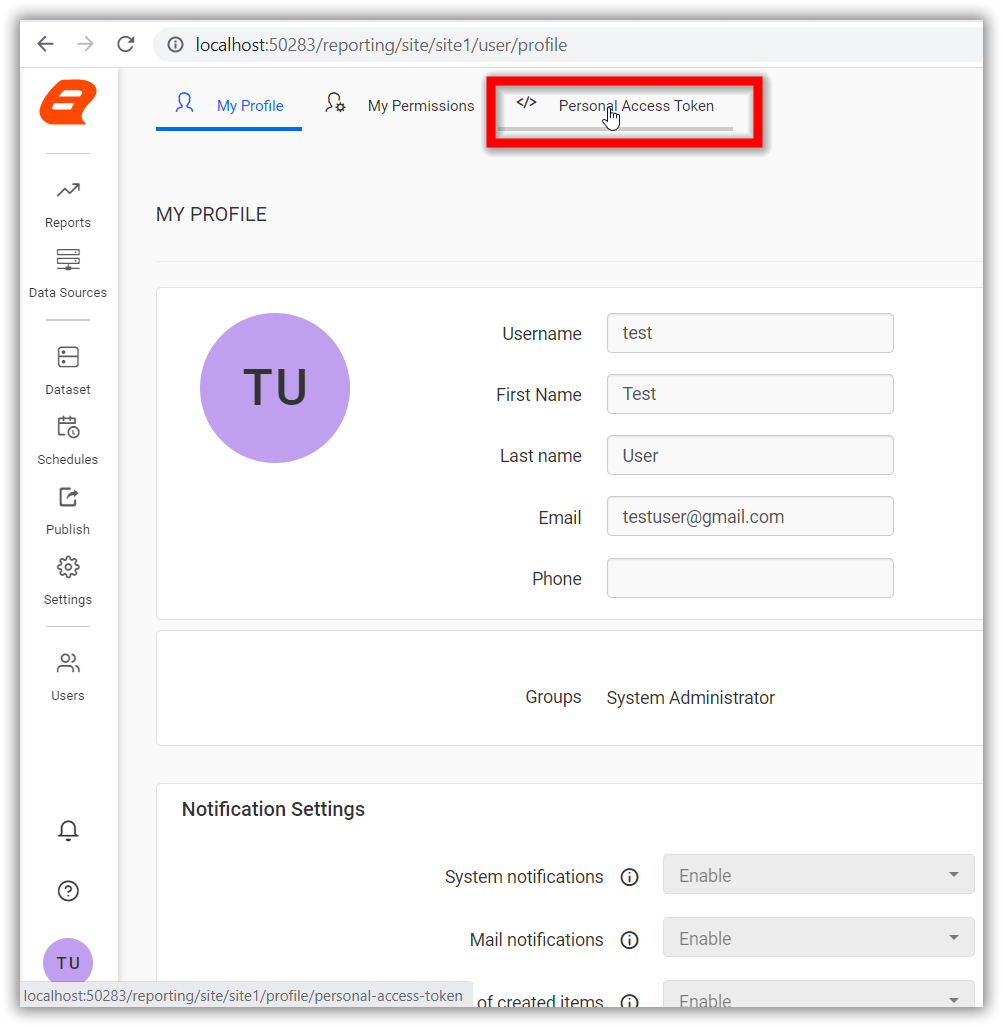 localhost:50283/reporting/site/site1/user/profile
My Profile
My Permissions
</> Personal Access Token
Reports
Data Sources
Dataset
Schedules
Publish
Settings
Users
TU
MY PROFILE
TU
Username test
First Name Test
Last name User
Email testuser@gmail.com
Phone
Groups System Administrator
Notification Settings
System notifications Enable
Mail notifications Enable
of created items Enable
localhost:50283/reporting/site/site1/profile/personal-access-token